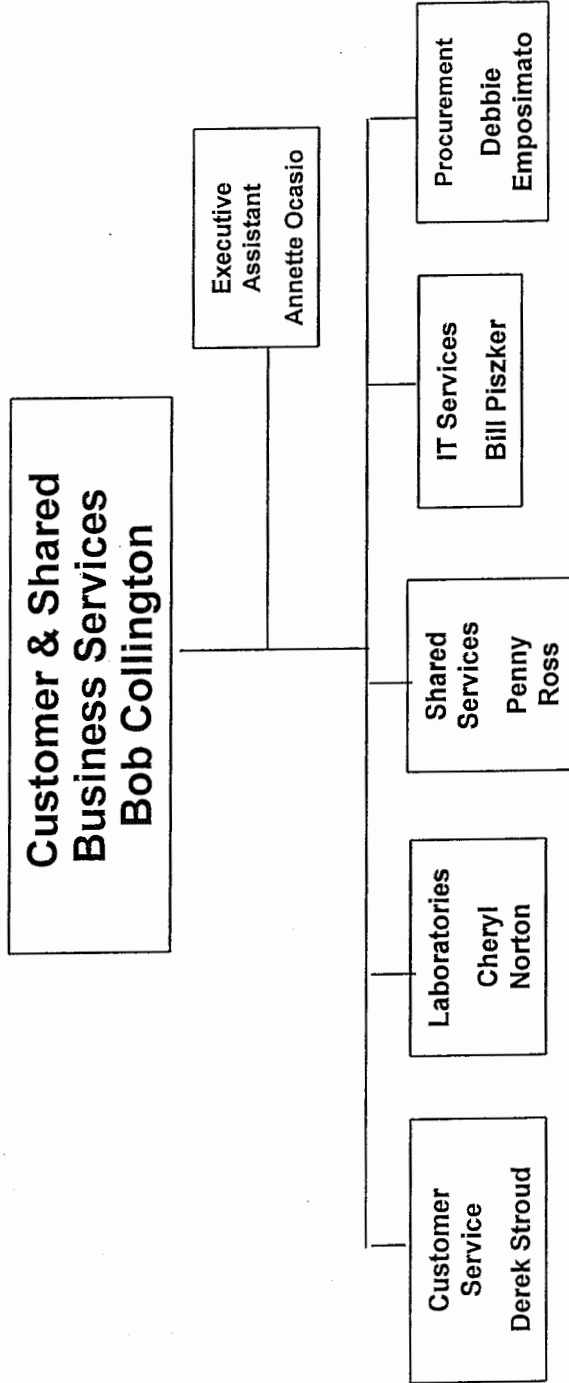 Customer & Shared
Business Services
Bob Collington
Executive
Assistant
Annette Ocasio
Customer
Service
Derek Stroud
Laboratories
Cheryl
Norton
Shared
Services
Penny
Ross
IT Services
Bill Piszker
Procurement
Debbie
Emposimato